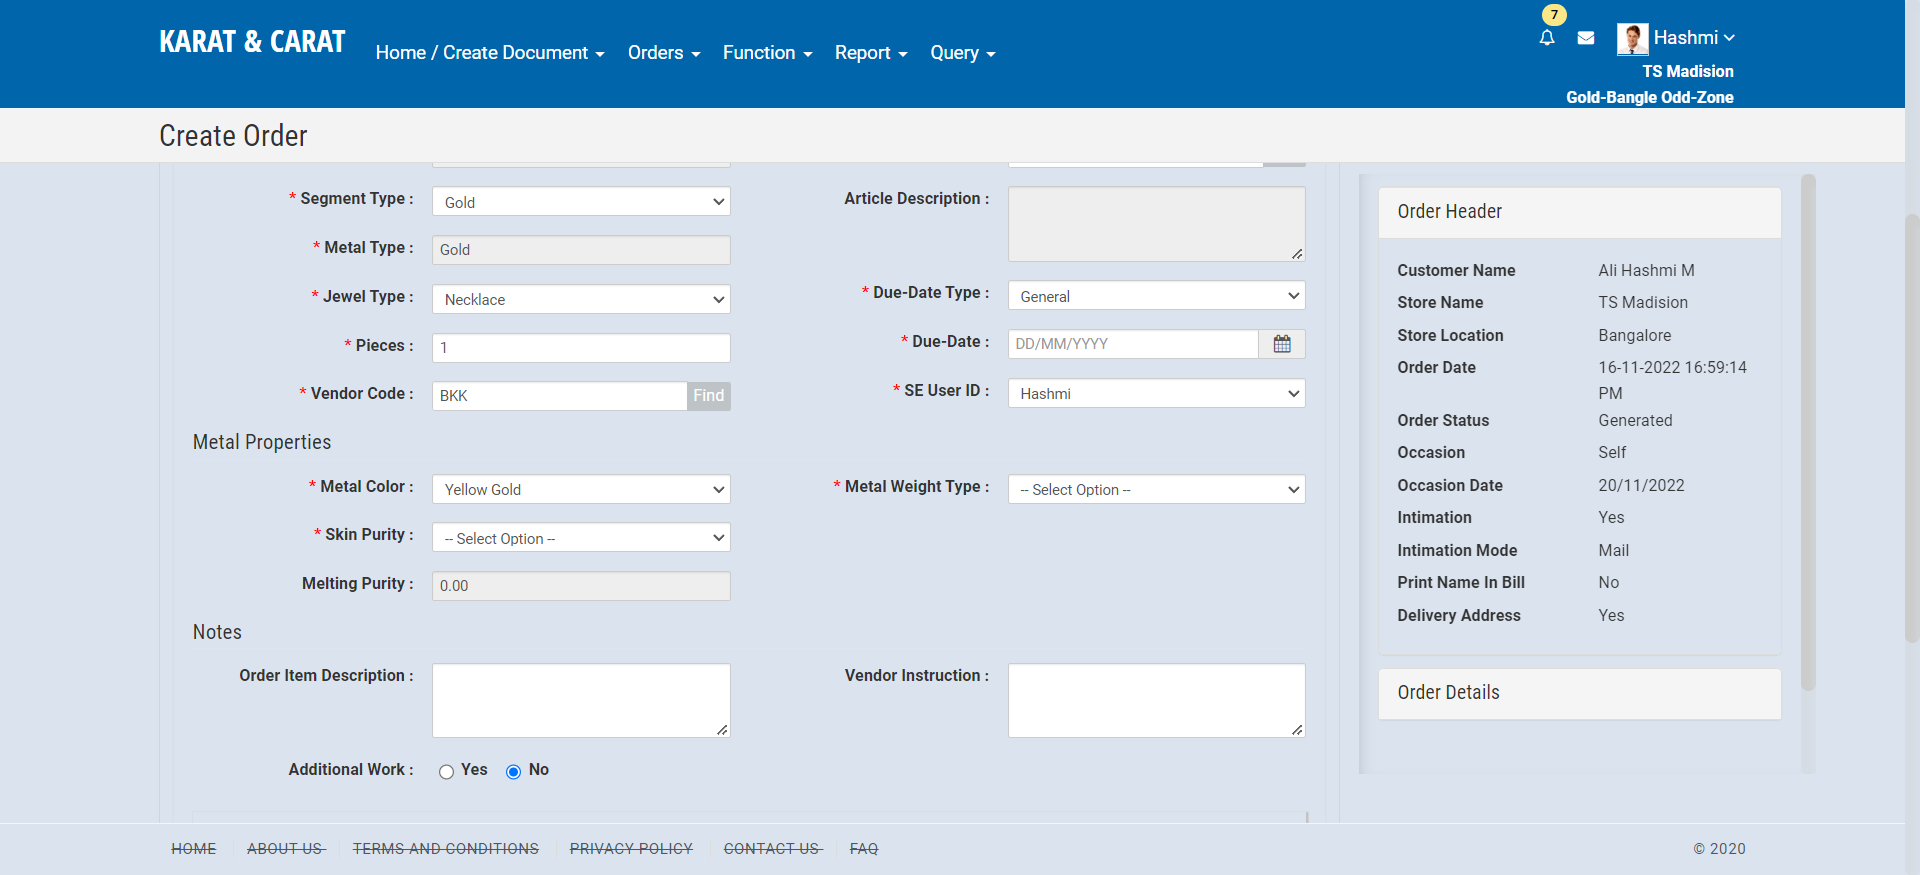 KARAT & CARAT
Home / Create Document
Orders
Function
Report
Query
7
Hashmi
TS Madision
Gold-Bangle Odd-Zone
Create Order
* Segment Type :
Gold
Article Description :
* Metal Type :
Gold
* Jewel Type :
Necklace
* Due-Date Type :
General
* Pieces :
1
* Due-Date :
DD/MM/YYYY
* Vendor Code :
BKK
Find
* SE User ID :
Hashmi
Metal Properties
* Metal Color :
Yellow Gold
* Metal Weight Type :
-- Select Option --
* Skin Purity :
-- Select Option --
Melting Purity :
0.00
Notes
Order Item Description :
Vendor Instruction :
Additional Work :
Yes
No
Order Header
Customer Name
Ali Hashmi M
Store Name
TS Madision
Store Location
Bangalore
Order Date
16-11-2022 16:59:14
PM
Order Status
Generated
Occasion
Self
Occasion Date
20/11/2022
Intimation
Yes
Intimation Mode
Mail
Print Name In Bill
No
Delivery Address
Yes
Order Details
HOME
ABOUT US
TERMS AND CONDITIONS
PRIVACY POLICY
CONTACT US
FAQ
© 2020